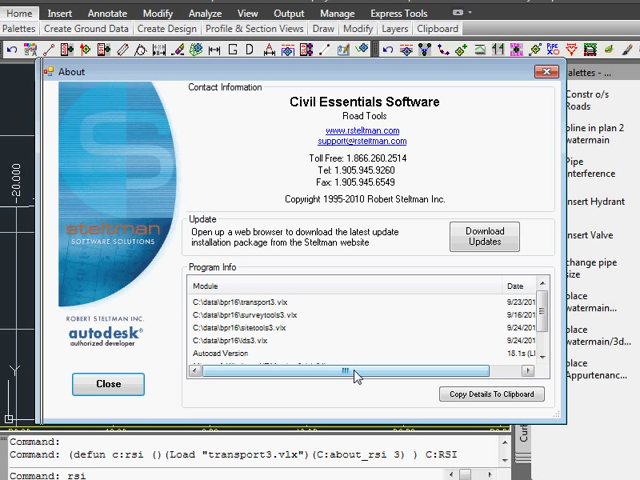 Home Insert Annotate Modify Analyze View Output Manage Express Tools
Palettes Create Ground Data Create Design Profile & Section Views Draw Modify Layers Clipboard
About
Contact Information
Civil Essentials Software
Road Tools
www.rsteltman.com
support@rsteltman.com
Toll Free: 1.866.260.2514
Tel: 1.905.945.9260
Fax: 1.905.945.6549
Copyright 1995-2010 Robert Steltman Inc.
steltman
SOFTWARE SOLUTIONS
ROBERT STELTMAN INC.
autodesk
authorized developer
Close
Update
Open up a web browser to download the latest update
installation package from the Steltman website
Download
Updates
Program Info
Module Date
C:\data\bpr16\transport3.vlx 9/23/201
C:\data\bpr16\surveytools3.vlx 9/16/201
C:\data\bpr16\sitetools3.vlx 9/24/201
C:\data\bpr16\lds3.vlx 9/24/201
Autocad Version 18.1s (L
Copy Details To Clipboard
-20.000
Y
alettes - ...
Constr o/s
Roads
pline in plan 2
watermain
Pipe
nterference
nsert Hydrant
nsert Valve
change pipe
size
place
watermain...
place
watermain/3d...
place
Appurtenanc...
Command:
Command: (defun c:rsi ()(Load "transport3.vlx")(C:about_rsi 3) ) C:RSI
Command: rsi